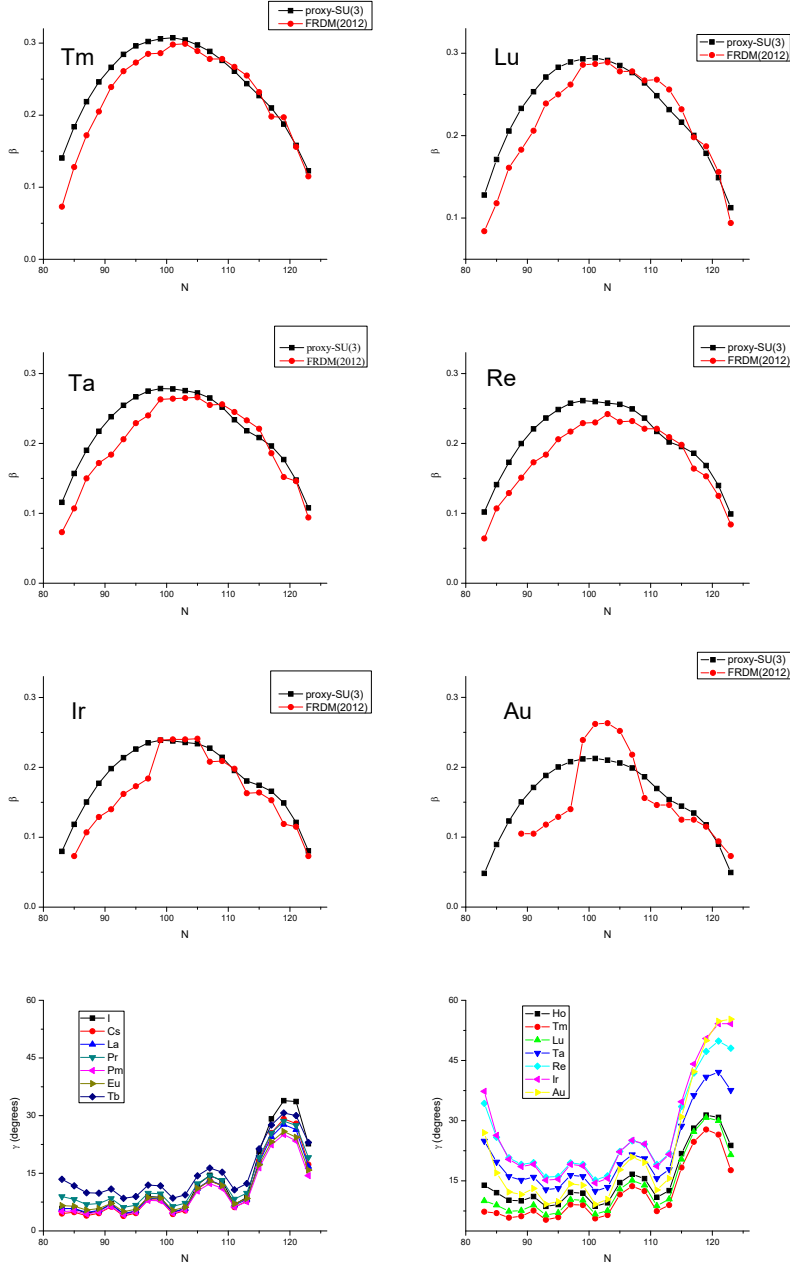 proxy-SU(3)
FRDM(2012)
Tm
0.3
0.2
0.1
0.0
β
80 90 100 110 120
N
proxy-SU(3)
FRDM(2012)
Lu
0.3
0.2
0.1
β
80 90 100 110 120
N
proxy-SU(3)
FRDM(2012)
Ta
0.3
0.2
0.1
0.0
β
80 90 100 110 120
N
proxy-SU(3)
FRDM(2012)
Re
0.3
0.2
0.1
0.0
β
80 90 100 110 120
N
proxy-SU(3)
FRDM(2012)
Ir
0.3
0.2
0.1
0.0
β
80 90 100 110 120
N
proxy-SU(3)
FRDM(2012)
Au
0.3
0.2
0.1
0.0
β
80 90 100 110 120
N
I
Cs
La
Pr
Pm
Eu
Tb
60
45
30
15
0
γ (degrees)
80 90 100 110 120
N
Ho
Tm
Lu
Ta
Re
Ir
Au
60
45
30
15
γ (degrees)
80 90 100 110 120
N